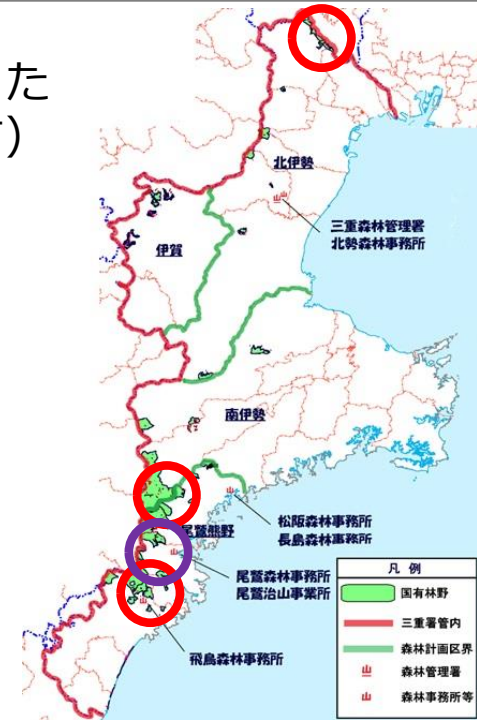 た
)
北伊勢
三重森林管理署
北勢森林事務所
伊賀
南伊勢
松阪森林事務所
長島森林事務所
尾鷲熊野
尾鷲森林事務所
尾鷲治山事業所
飛鳥森林事務所
凡例
国有林野
三重署管内
森林計画区界
森林管理署
森林事務所等